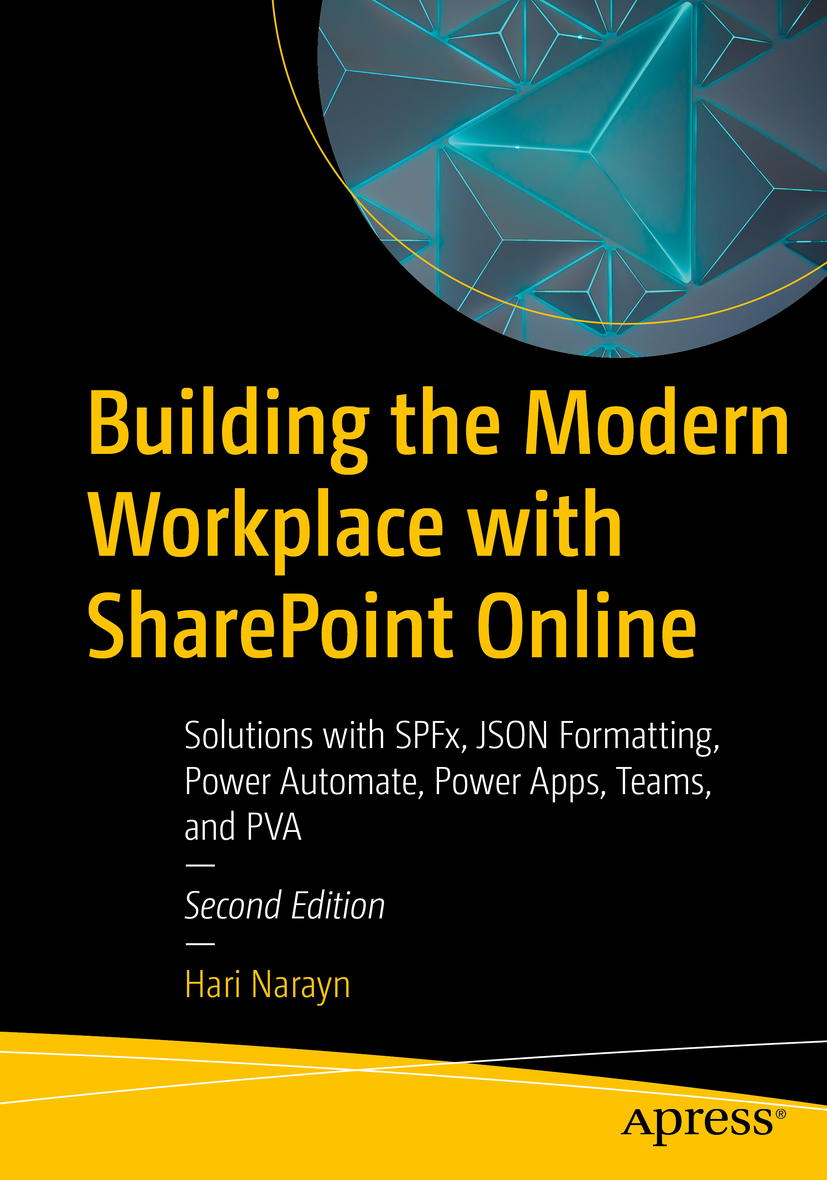 Building the Modern
Workplace with
SharePoint Online
Solutions with SPFx, JSON Formatting,
Power Automate, Power Apps, Teams,
and PVA
—
Second Edition
—
Hari Narayn
Apress®